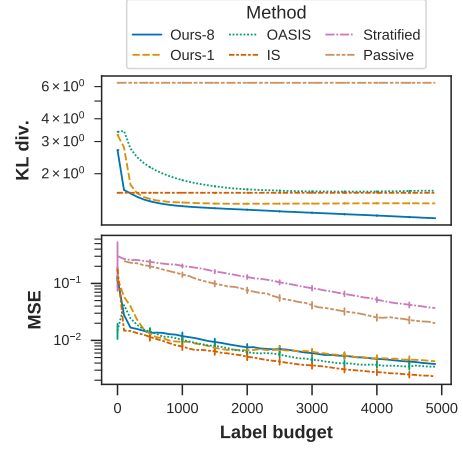 Method
Ours-8 OASIS Stratified
Ours-1 IS Passive
6 × 10⁰
4 × 10⁰
3 × 10⁰
2 × 10⁰
KL div.
10⁻¹
10⁻²
MSE
0 1000 2000 3000 4000 5000
Label budget